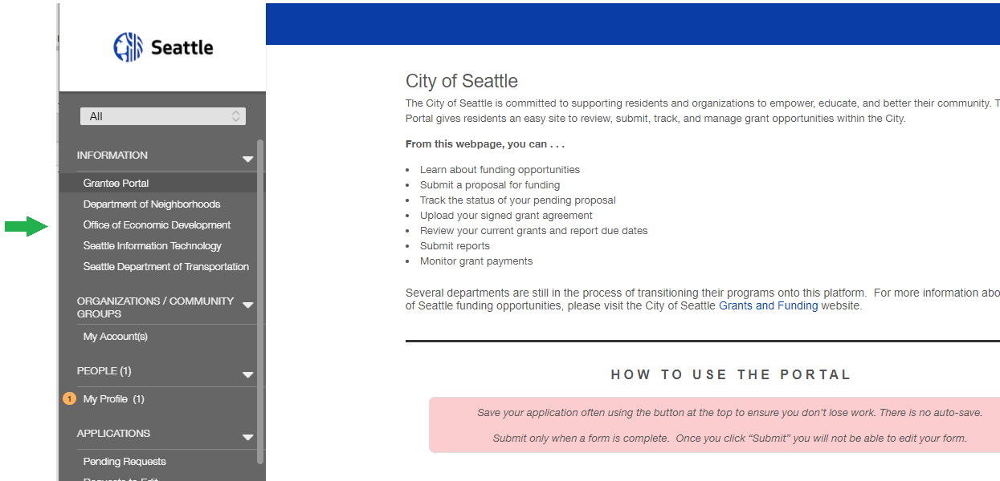 Seattle
All
INFORMATION
Grantee Portal
Department of Neighborhoods
Office of Economic Development
Seattle Information Technology
Seattle Department of Transportation
ORGANIZATIONS / COMMUNITY
GROUPS
My Account(s)
PEOPLE (1)
1 My Profile (1)
APPLICATIONS
Pending Requests
Requests to Edit
City of Seattle
The City of Seattle is committed to supporting residents and organizations to empower, educate, and better their community. T
Portal gives residents an easy site to review, submit, track, and manage grant opportunities within the City.
From this webpage, you can . . .
• Learn about funding opportunities
• Submit a proposal for funding
• Track the status of your pending proposal
• Upload your signed grant agreement
• Review your current grants and report due dates
• Submit reports
• Monitor grant payments
Several departments are still in the process of transitioning their programs onto this platform.  For more information abo
of Seattle funding opportunities, please visit the City of Seattle Grants and Funding website.
HOW TO USE THE PORTAL
Save your application often using the button at the top to ensure you don’t lose work. There is no auto-save.
Submit only when a form is complete.  Once you click “Submit” you will not be able to edit your form.